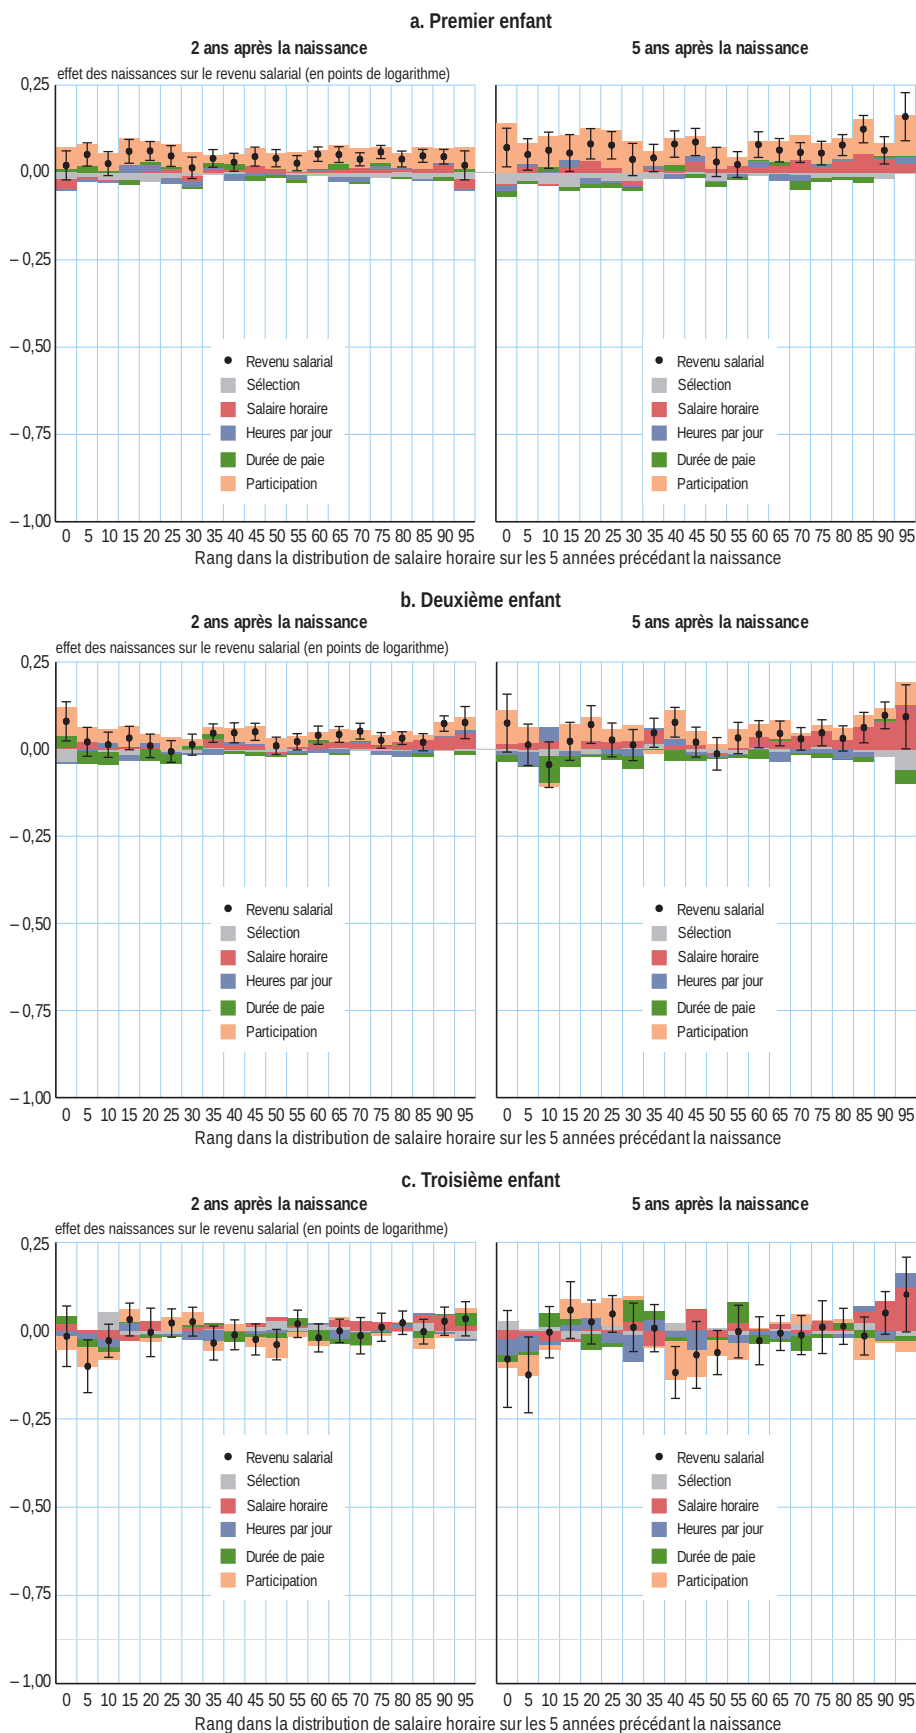 a. Premier enfant
2 ans après la naissance
5 ans après la naissance
effet des naissances sur le revenu salarial (en points de logarithme)
0,25
0,00
– 0,25
– 0,50
– 0,75
– 1,00
Revenu salarial
Sélection
Salaire horaire
Heures par jour
Durée de paie
Participation
Revenu salarial
Sélection
Salaire horaire
Heures par jour
Durée de paie
Participation
0 5 10 15 20 25 30 35 40 45 50 55 60 65 70 75 80 85 90 95
0 5 10 15 20 25 30 35 40 45 50 55 60 65 70 75 80 85 90 95
Rang dans la distribution de salaire horaire sur les 5 années précédant la naissance
b. Deuxième enfant
2 ans après la naissance
5 ans après la naissance
effet des naissances sur le revenu salarial (en points de logarithme)
0,25
0,00
– 0,25
– 0,50
– 0,75
– 1,00
Revenu salarial
Sélection
Salaire horaire
Heures par jour
Durée de paie
Participation
Revenu salarial
Sélection
Salaire horaire
Heures par jour
Durée de paie
Participation
0 5 10 15 20 25 30 35 40 45 50 55 60 65 70 75 80 85 90 95
0 5 10 15 20 25 30 35 40 45 50 55 60 65 70 75 80 85 90 95
Rang dans la distribution de salaire horaire sur les 5 années précédant la naissance
c. Troisième enfant
2 ans après la naissance
5 ans après la naissance
effet des naissances sur le revenu salarial (en points de logarithme)
0,25
0,00
– 0,25
– 0,50
– 0,75
– 1,00
Revenu salarial
Sélection
Salaire horaire
Heures par jour
Durée de paie
Participation
Revenu salarial
Sélection
Salaire horaire
Heures par jour
Durée de paie
Participation
0 5 10 15 20 25 30 35 40 45 50 55 60 65 70 75 80 85 90 95
0 5 10 15 20 25 30 35 40 45 50 55 60 65 70 75 80 85 90 95
Rang dans la distribution de salaire horaire sur les 5 années précédant la naissance